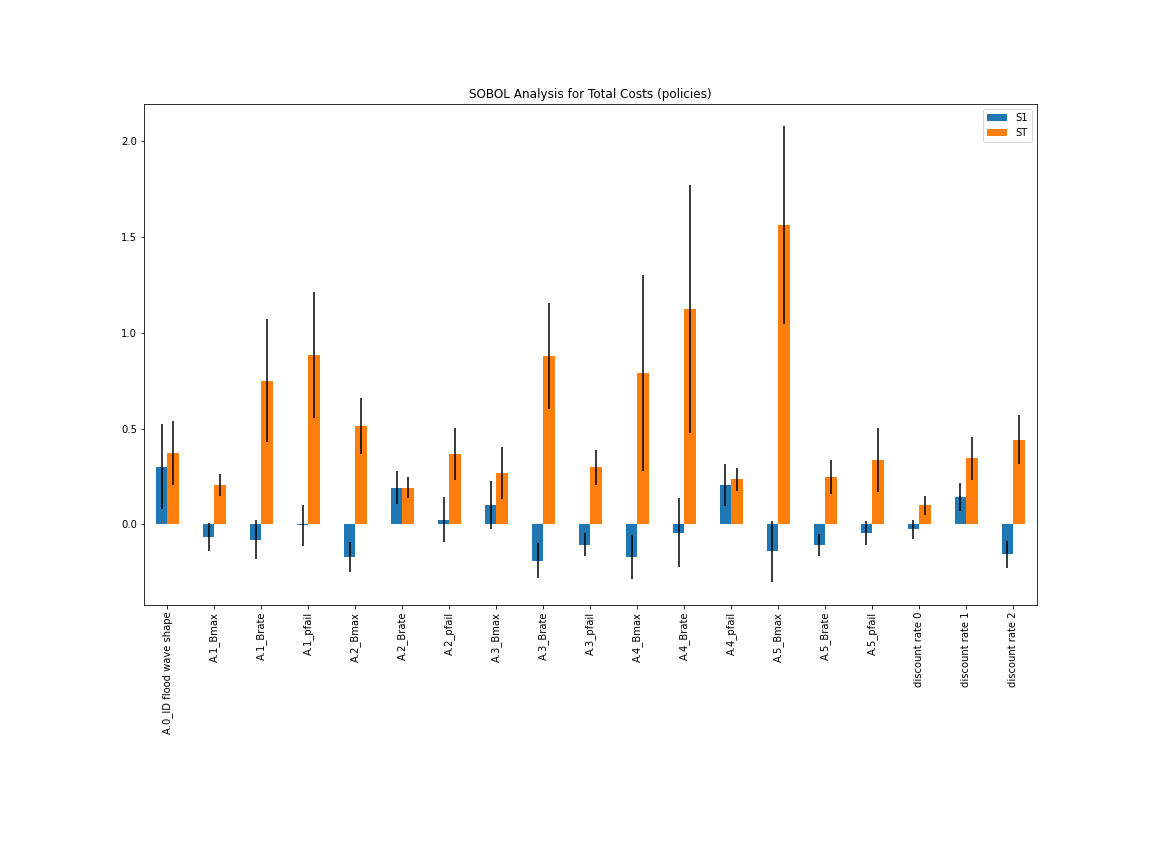 SOBOL Analysis for Total Costs (policies)
S1
ST
2.0
1.5
1.0
0.5
0.0
A.0_ID flood wave shape
A.1_Bmax
A.1_Brate
A.1_pfail
A.2_Bmax
A.2_Brate
A.2_pfail
A.3_Bmax
A.3_Brate
A.3_pfail
A.4_Bmax
A.4_Brate
A.4_pfail
A.5_Bmax
A.5_Brate
A.5_pfail
discount rate 0
discount rate 1
discount rate 2